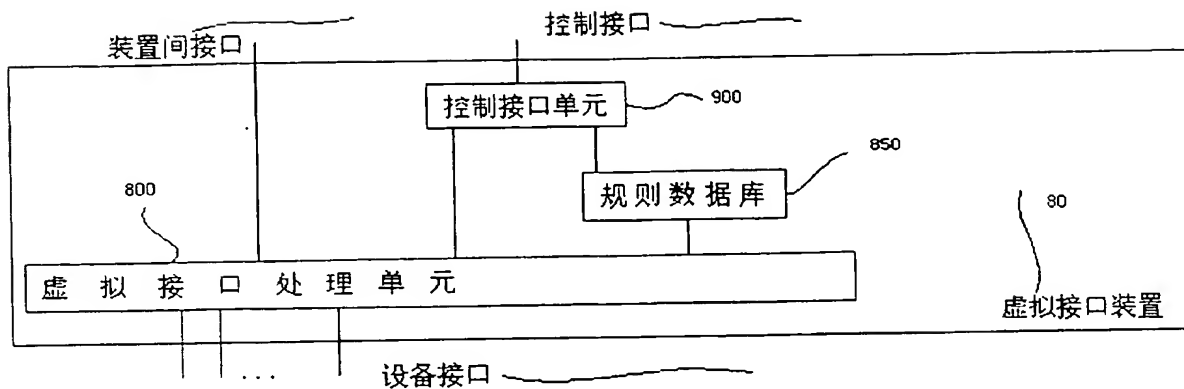 控制接口
装置间接口
控制接口单元
900
850
规则数据库
800
80
虚拟接口处理单元
虚拟接口装置
...
设备接口